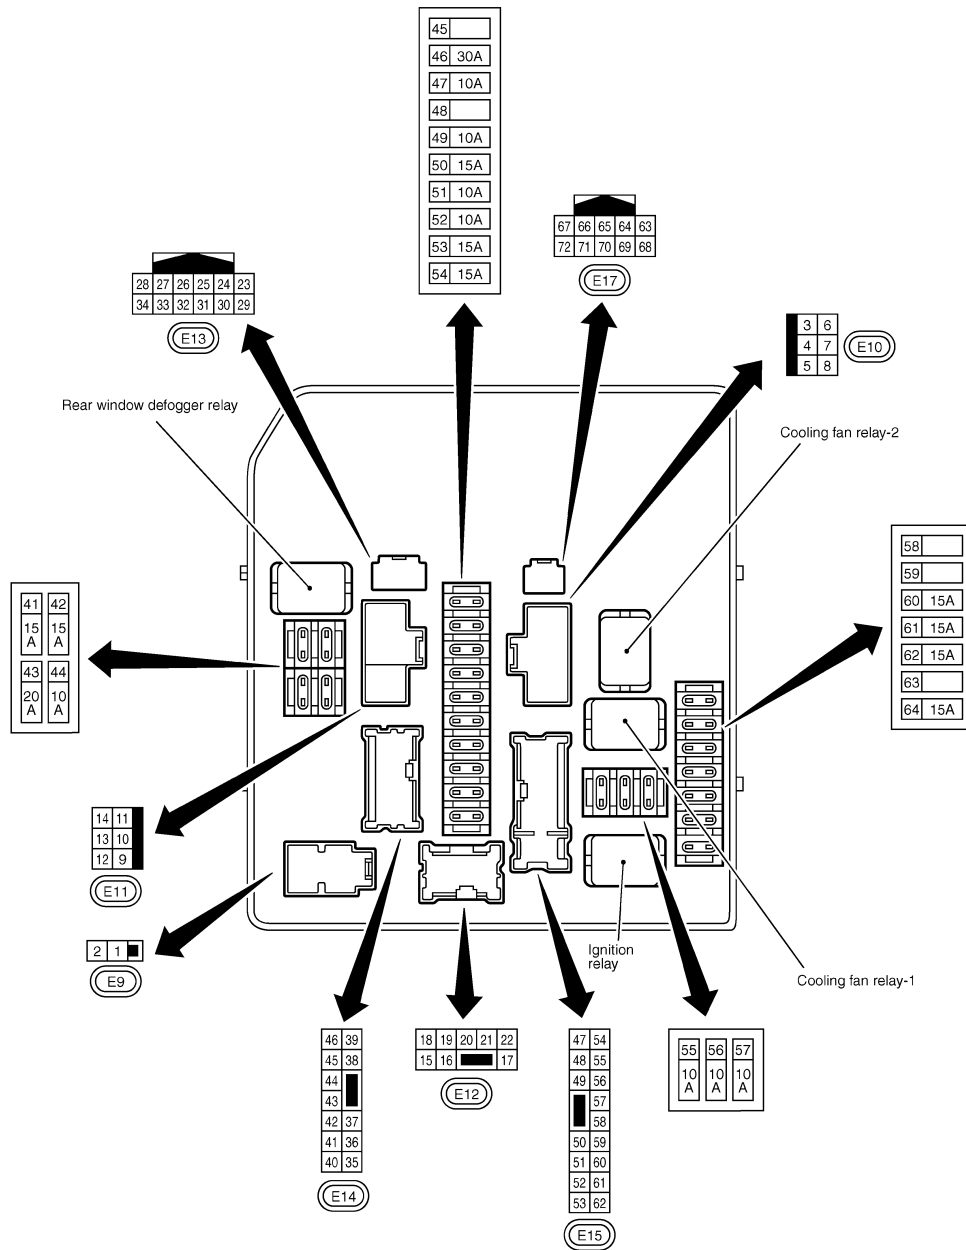 45
46 30A
47 10A
48
49 10A
50 15A
51 10A
52 10A
53 15A
54 15A
67 66 65 64 63
72 71 70 69 68
E17
28 27 26 25 24 23
34 33 32 31 30 29
E13
3 6
4 7
5 8
E10
Rear window defogger relay
Cooling fan relay-2
58
59
60 15A
61 15A
62 15A
63
64 15A
41 42
15 15
A A
43 44
20 10
A A
14 11
13 10
12 9
E11
2 1
E9
Ignition
relay
Cooling fan relay-1
46 39
45 38
44
43
42 37
41 36
40 35
E14
18 19 20 21 22
15 16 17
E12
47 54
48 55
49 56
57
58
50 59
51 60
52 61
53 62
E15
55 56 57
10 10 10
A A A